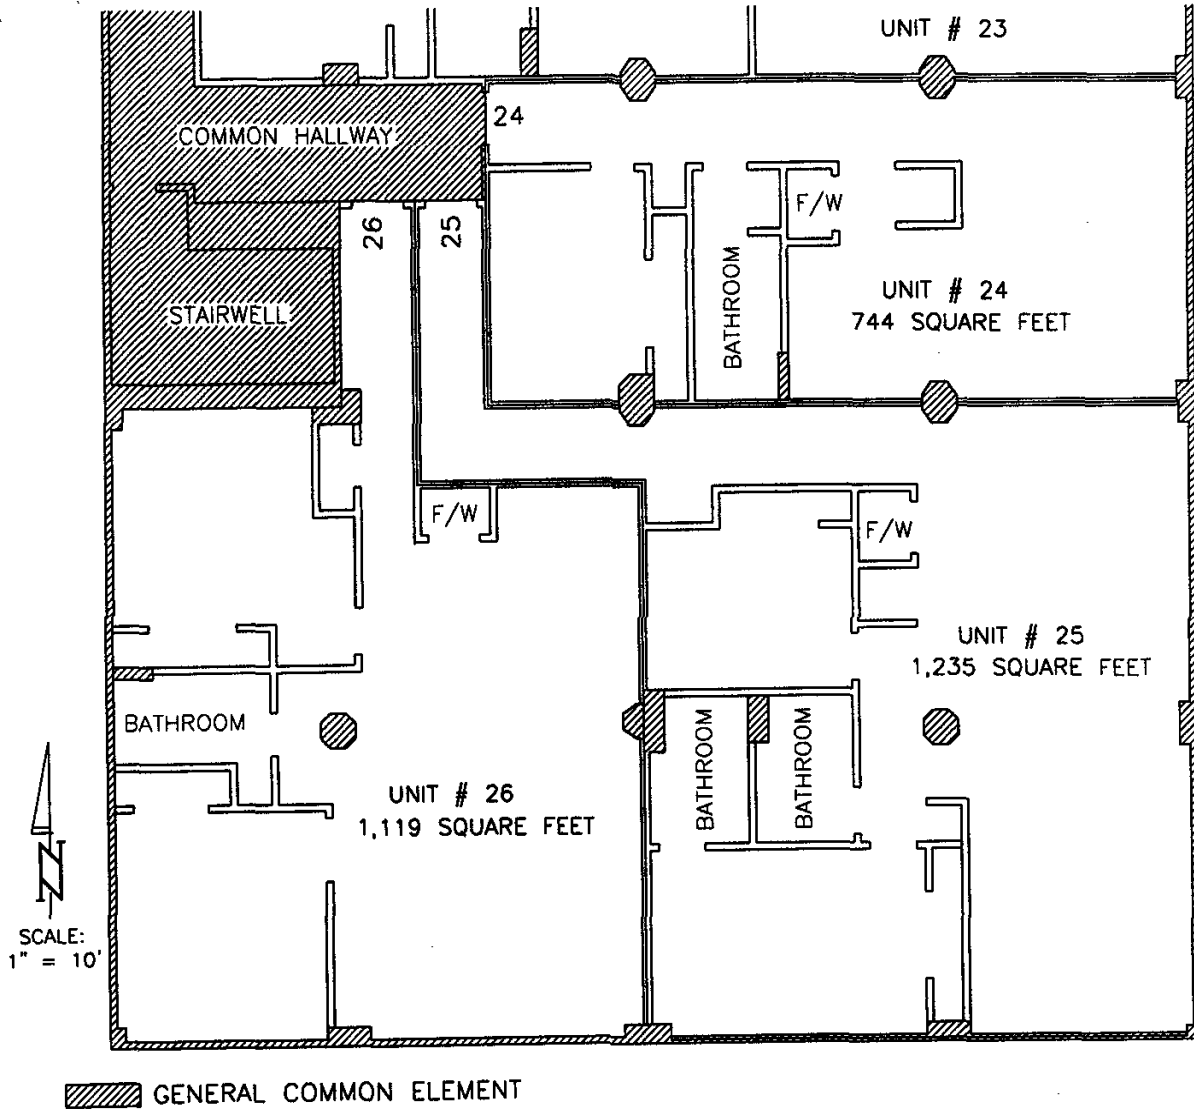 UNIT # 23
24
COMMON HALLWAY
F/W
26
25
BATHROOM
UNIT # 24
744 SQUARE FEET
STAIRWELL
F/W
F/W
UNIT # 25
1,235 SQUARE FEET
BATHROOM
BATHROOM
BATHROOM
UNIT # 26
1,119 SQUARE FEET
N
SCALE:
1" = 10'
GENERAL COMMON ELEMENT